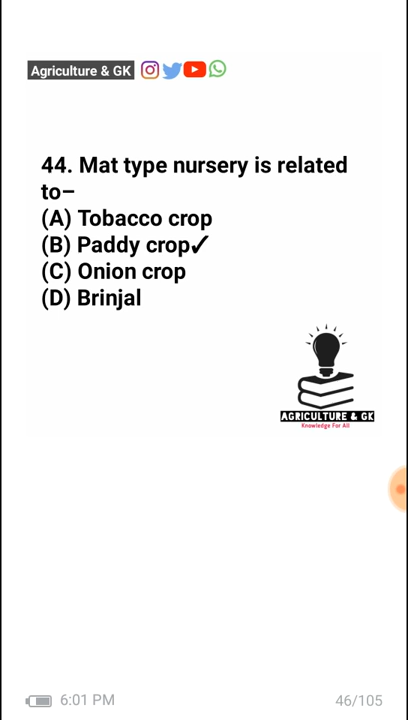 Agriculture & GK
44. Mat type nursery is related
to–
(A) Tobacco crop
(B) Paddy crop✓
(C) Onion crop
(D) Brinjal
AGRICULTURE & GK
Knowledge For All
6:01 PM
46/105